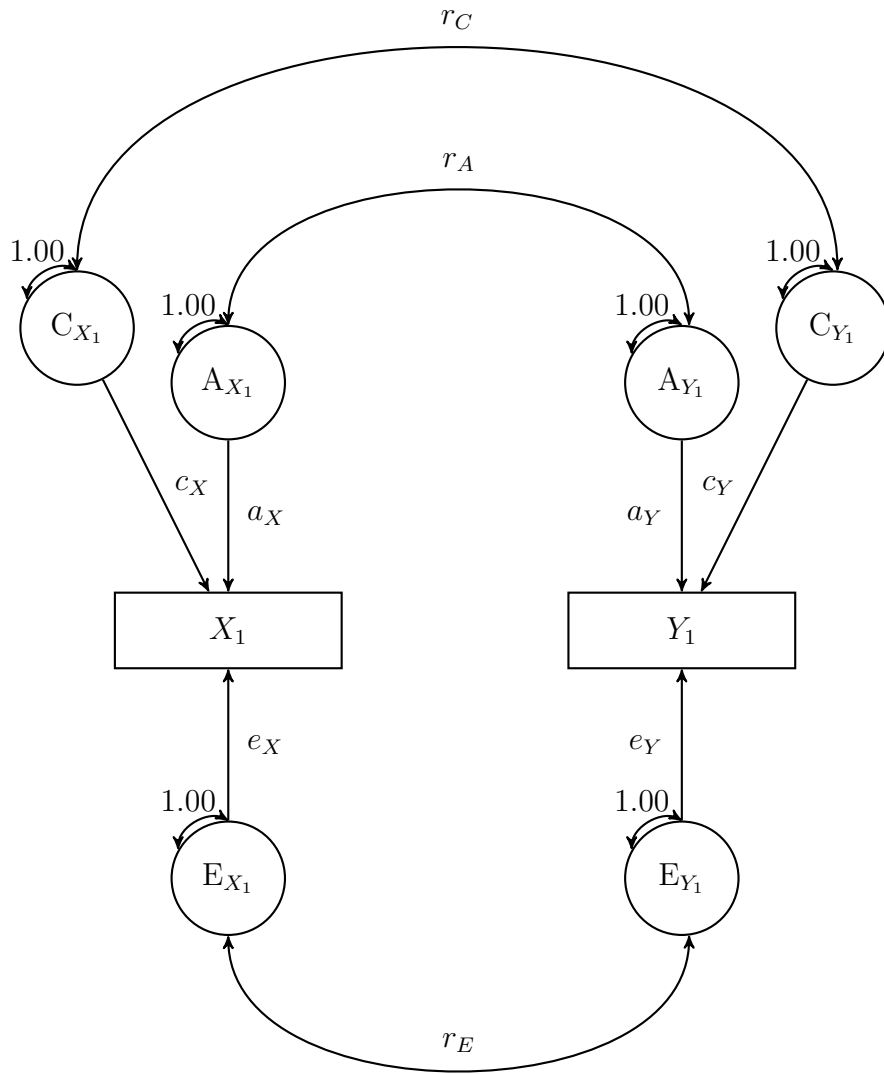 r_C
r_A
1.00 1.00
1.00 1.00
C_{X_1} C_{Y_1}
A_{X_1} A_{Y_1}
c_X c_Y
a_X a_Y
X_1 Y_1
e_X e_Y
1.00 1.00
E_{X_1} E_{Y_1}
r_E